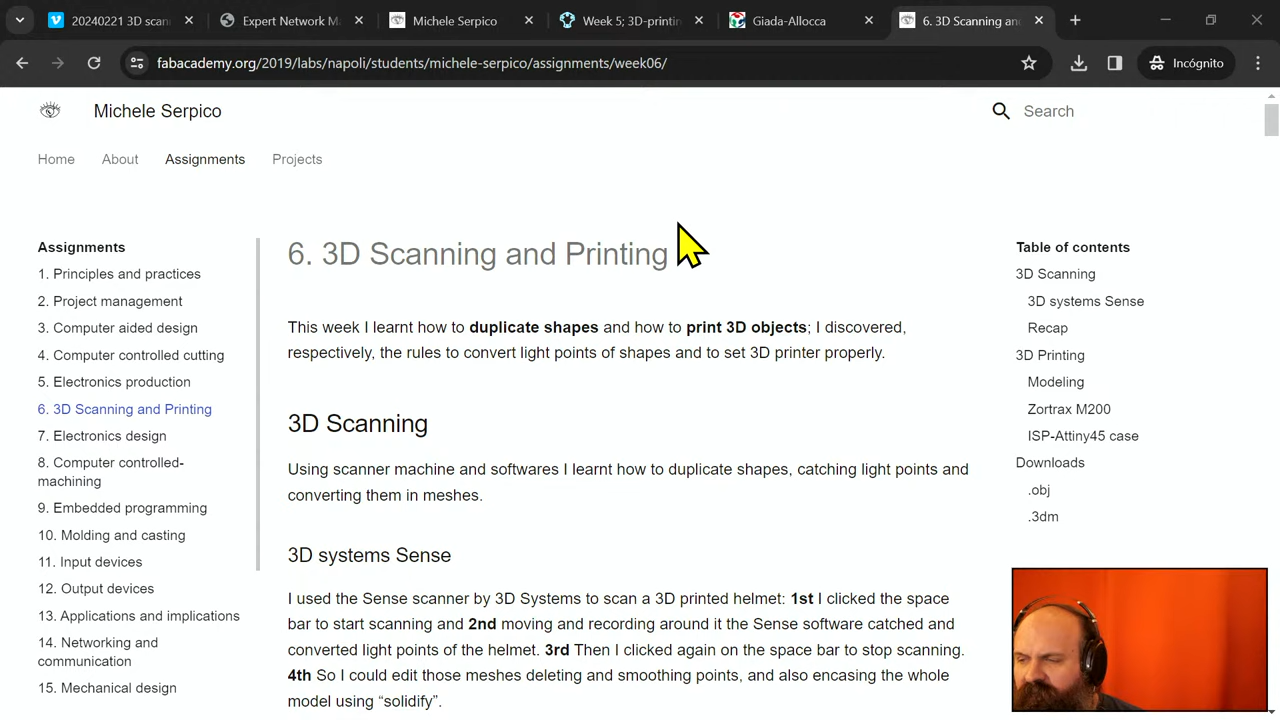 20240221 3D scan
Expert Network M
Michele Serpico
Week 5; 3D-printin
Giada-Allocca
6. 3D Scanning and
fabacademy.org/2019/labs/napoli/students/michele-serpico/assignments/week06/
Incógnito
Michele Serpico
Search
Home
About
Assignments
Projects
Assignments
1. Principles and practices
2. Project management
3. Computer aided design
4. Computer controlled cutting
5. Electronics production
6. 3D Scanning and Printing
7. Electronics design
8. Computer controlled-
machining
9. Embedded programming
10. Molding and casting
11. Input devices
12. Output devices
13. Applications and implications
14. Networking and
communication
15. Mechanical design
6. 3D Scanning and Printing
This week I learnt how to duplicate shapes and how to print 3D objects; I discovered,
respectively, the rules to convert light points of shapes and to set 3D printer properly.
3D Scanning
Using scanner machine and softwares I learnt how to duplicate shapes, catching light points and
converting them in meshes.
3D systems Sense
I used the Sense scanner by 3D Systems to scan a 3D printed helmet: 1st I clicked the space
bar to start scanning and 2nd moving and recording around it the Sense software catched and
converted light points of the helmet. 3rd Then I clicked again on the space bar to stop scanning.
4th So I could edit those meshes deleting and smoothing points, and also encasing the whole
model using “solidify”.
Table of contents
3D Scanning
3D systems Sense
Recap
3D Printing
Modeling
Zortrax M200
ISP-Attiny45 case
Downloads
.obj
.3dm